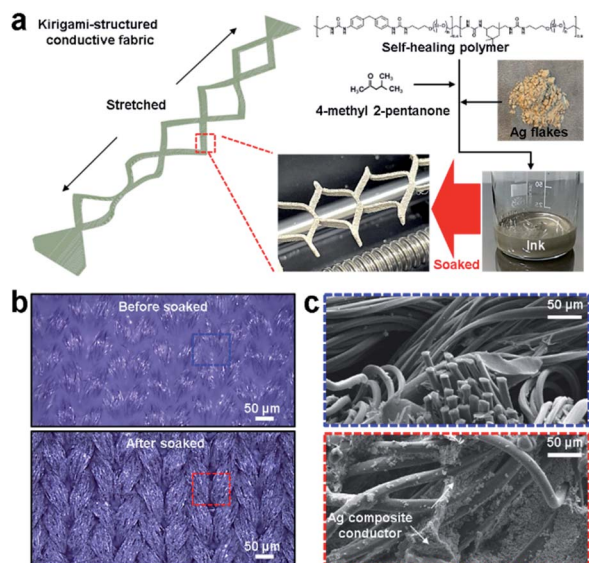 a
Kirigami-structured
conductive fabric
Stretched
Self-healing polymer
4-methyl 2-pentanone
Ag flakes
Ink
Soaked
b
Before soaked
50 μm
After soaked
50 μm
c
50 μm
50 μm
Ag composite
conductor